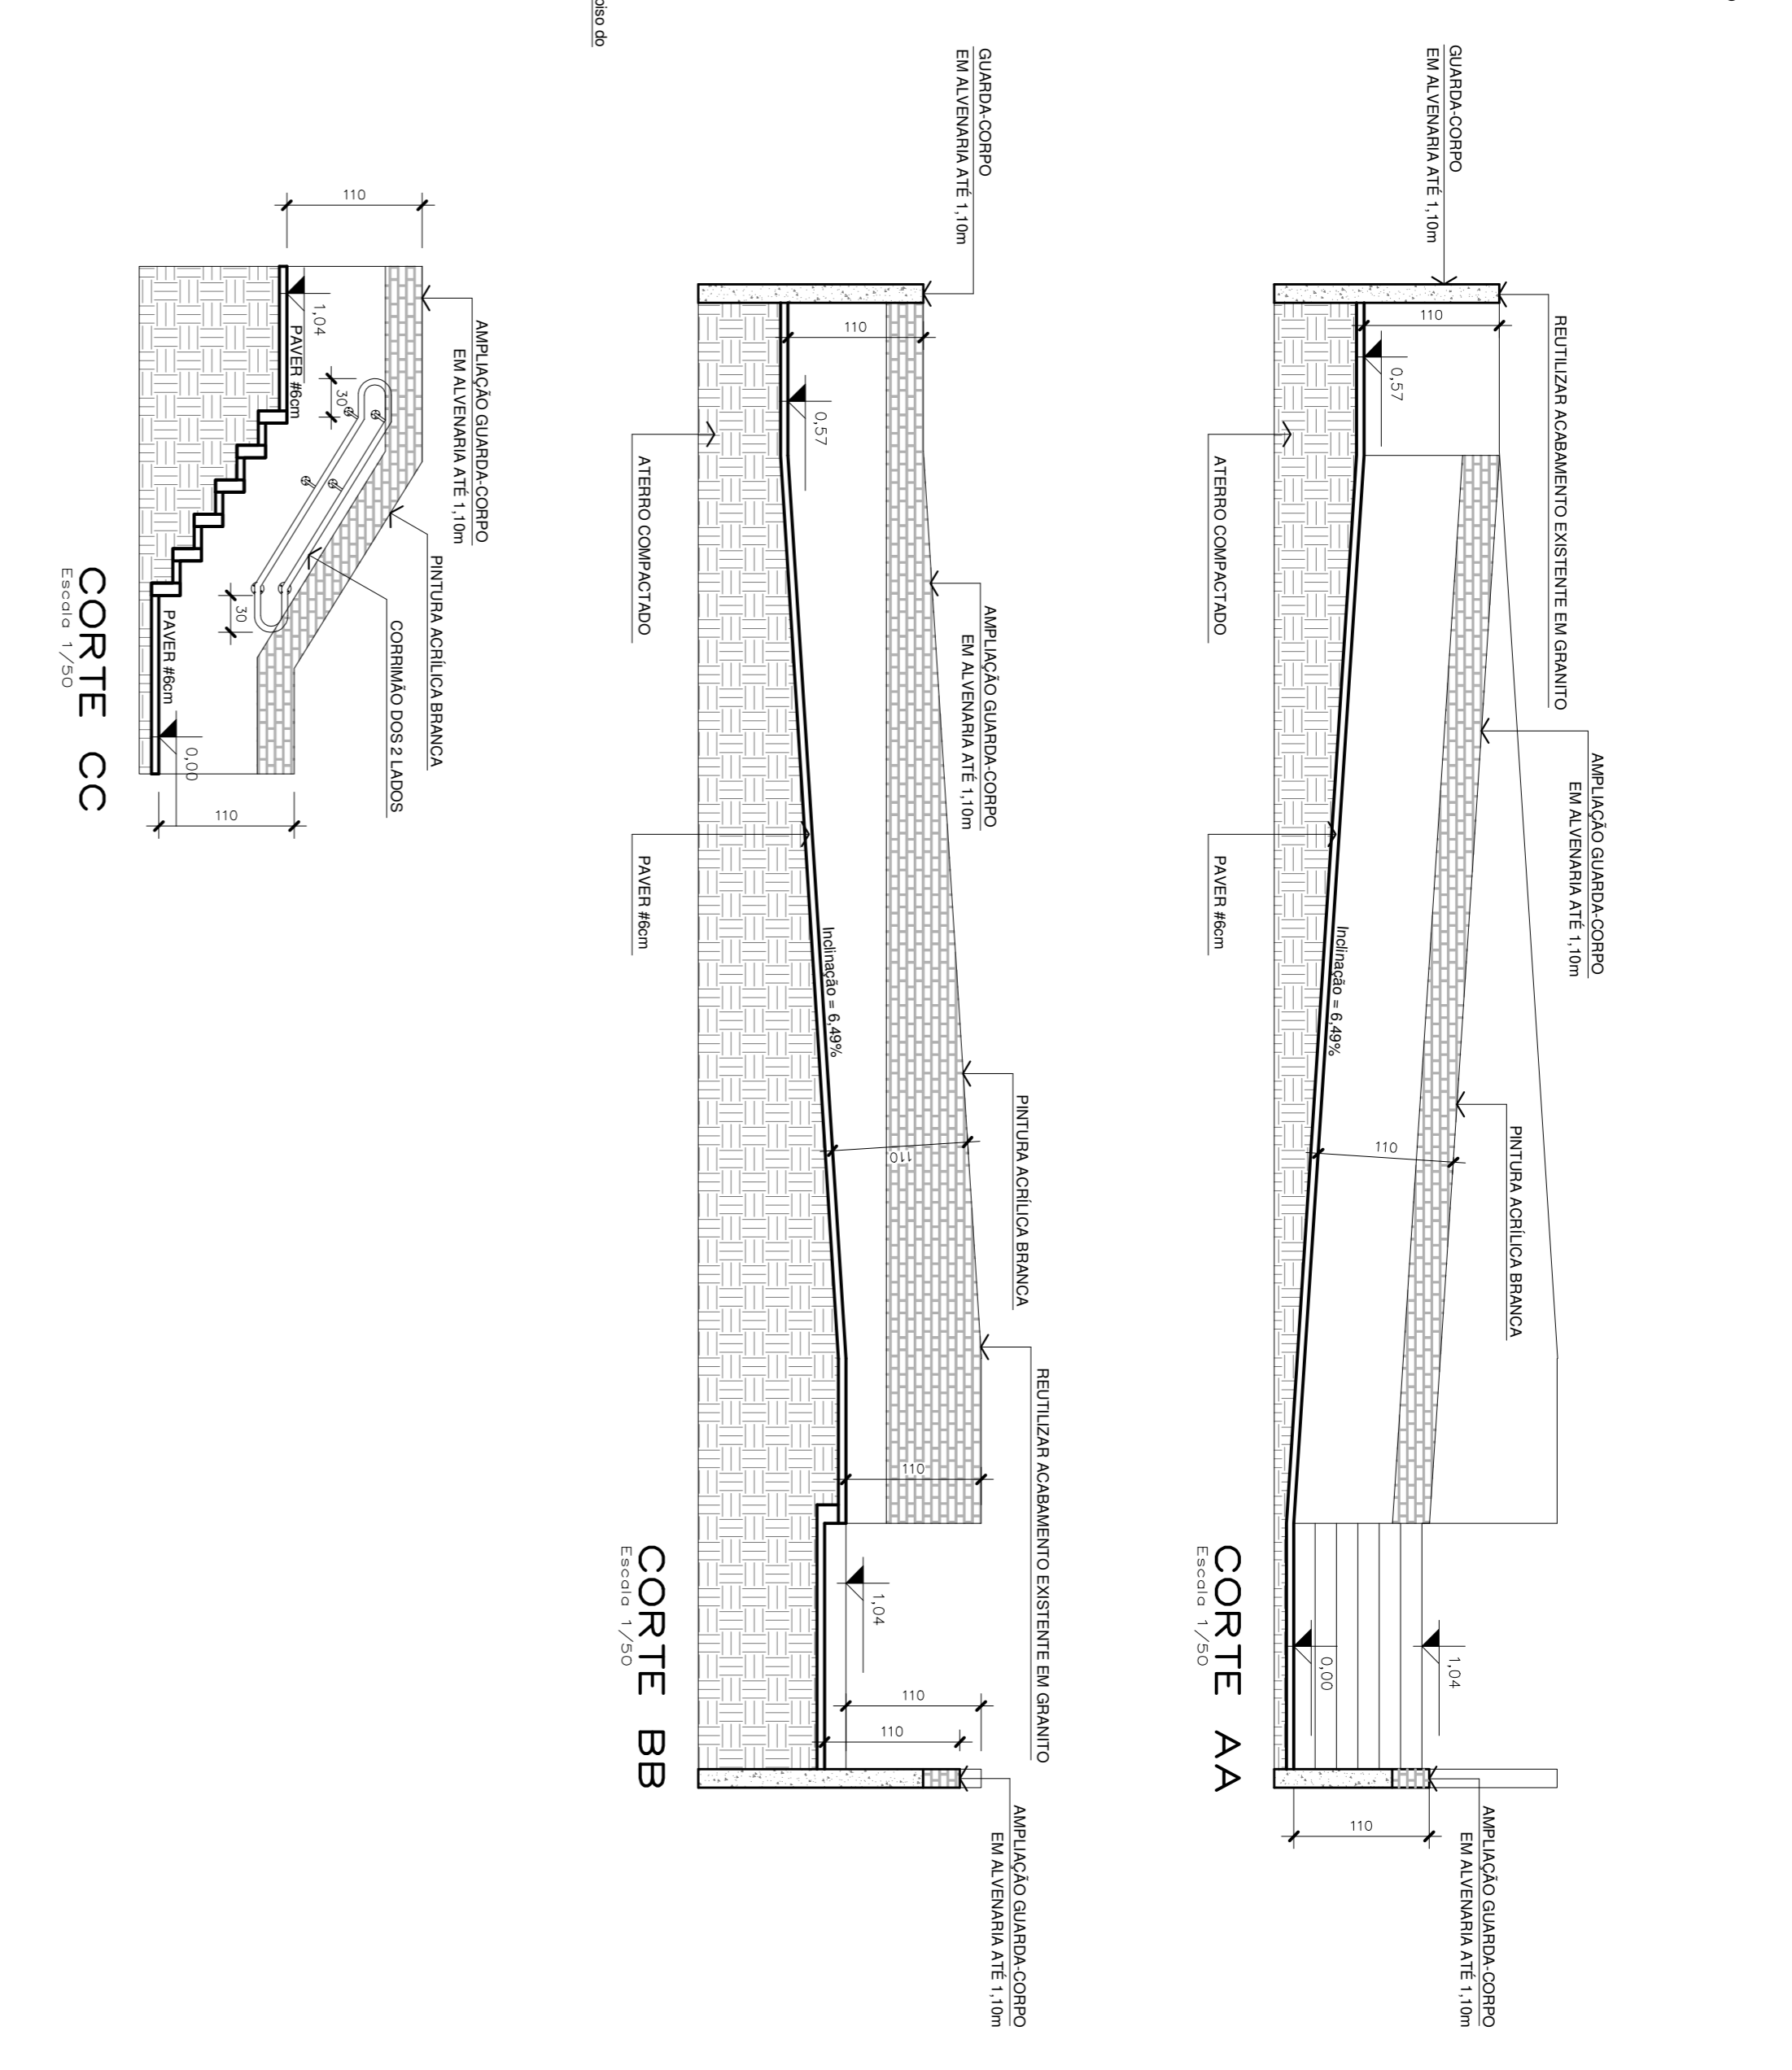 piso do
GUARDA-CORPO
EM ALVENARIA ATÉ 1,10m
REUTILIZAR ACABAMENTO EXISTENTE EM GRANITO
AMPLIAÇÃO GUARDA-CORPO
EM ALVENARIA ATÉ 1,10m
PINTURA ACRÍLICA BRANCA
110
0,57
Inclinação = 6,49%
110
1,04
0,00
110
ATERRO COMPACTADO
PAVER #6cm
AMPLIAÇÃO GUARDA-CORPO
EM ALVENARIA ATÉ 1,10m
CORTE AA
Escala 1/50
GUARDA-CORPO
EM ALVENARIA ATÉ 1,10m
AMPLIAÇÃO GUARDA-CORPO
EM ALVENARIA ATÉ 1,10m
PINTURA ACRÍLICA BRANCA
REUTILIZAR ACABAMENTO EXISTENTE EM GRANITO
110
0,57
Inclinação = 6,49%
110
110
1,04
110
110
ATERRO COMPACTADO
PAVER #6cm
AMPLIAÇÃO GUARDA-CORPO
EM ALVENARIA ATÉ 1,10m
CORTE BB
Escala 1/50
AMPLIAÇÃO GUARDA-CORPO
EM ALVENARIA ATÉ 1,10m
PINTURA ACRÍLICA BRANCA
CORRIMÃO DOS 2 LADOS
110
1,04
PAVER #6cm
30
30
PAVER #6cm
0,00
110
CORTE CC
Escala 1/50